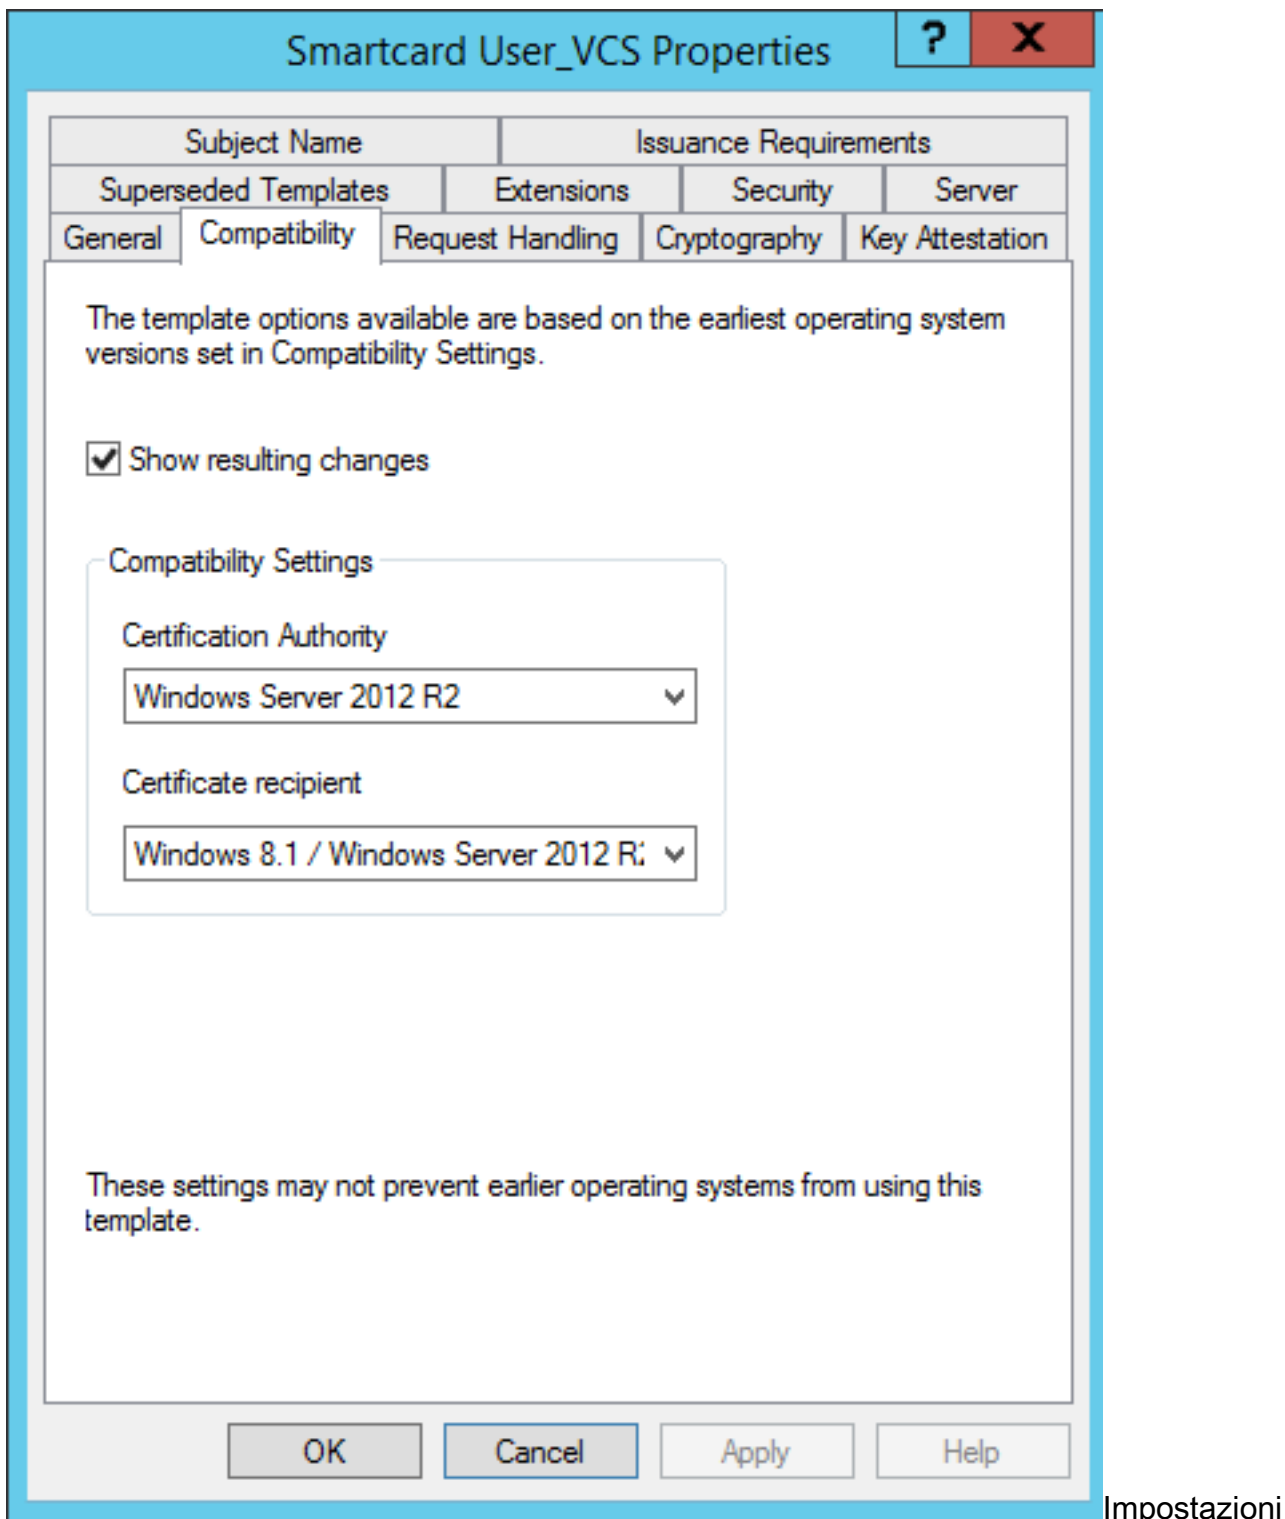 Smartcard User_VCS Properties
?
X
Subject Name
Issuance Requirements
Superseded Templates
Extensions
Security
Server
General
Compatibility
Request Handling
Cryptography
Key Attestation
The template options available are based on the earliest operating system
versions set in Compatibility Settings.
Show resulting changes
Compatibility Settings
Certification Authority
Windows Server 2012 R2
Certificate recipient
Windows 8.1 / Windows Server 2012 R2
These settings may not prevent earlier operating systems from using this
template.
OK
Cancel
Apply
Help
Impostazioni